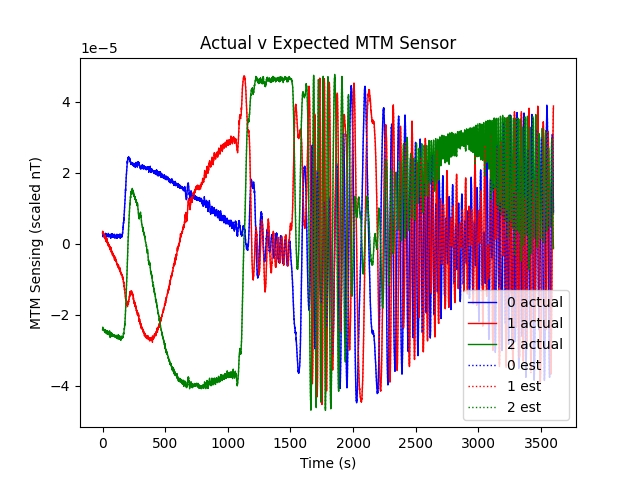 Actual v Expected MTM Sensor
1e−5
4
2
0
−2
−4
MTM Sensing (scaled nT)
0 500 1000 1500 2000 2500 3000 3500
Time (s)
0 actual
1 actual
2 actual
0 est
1 est
2 est